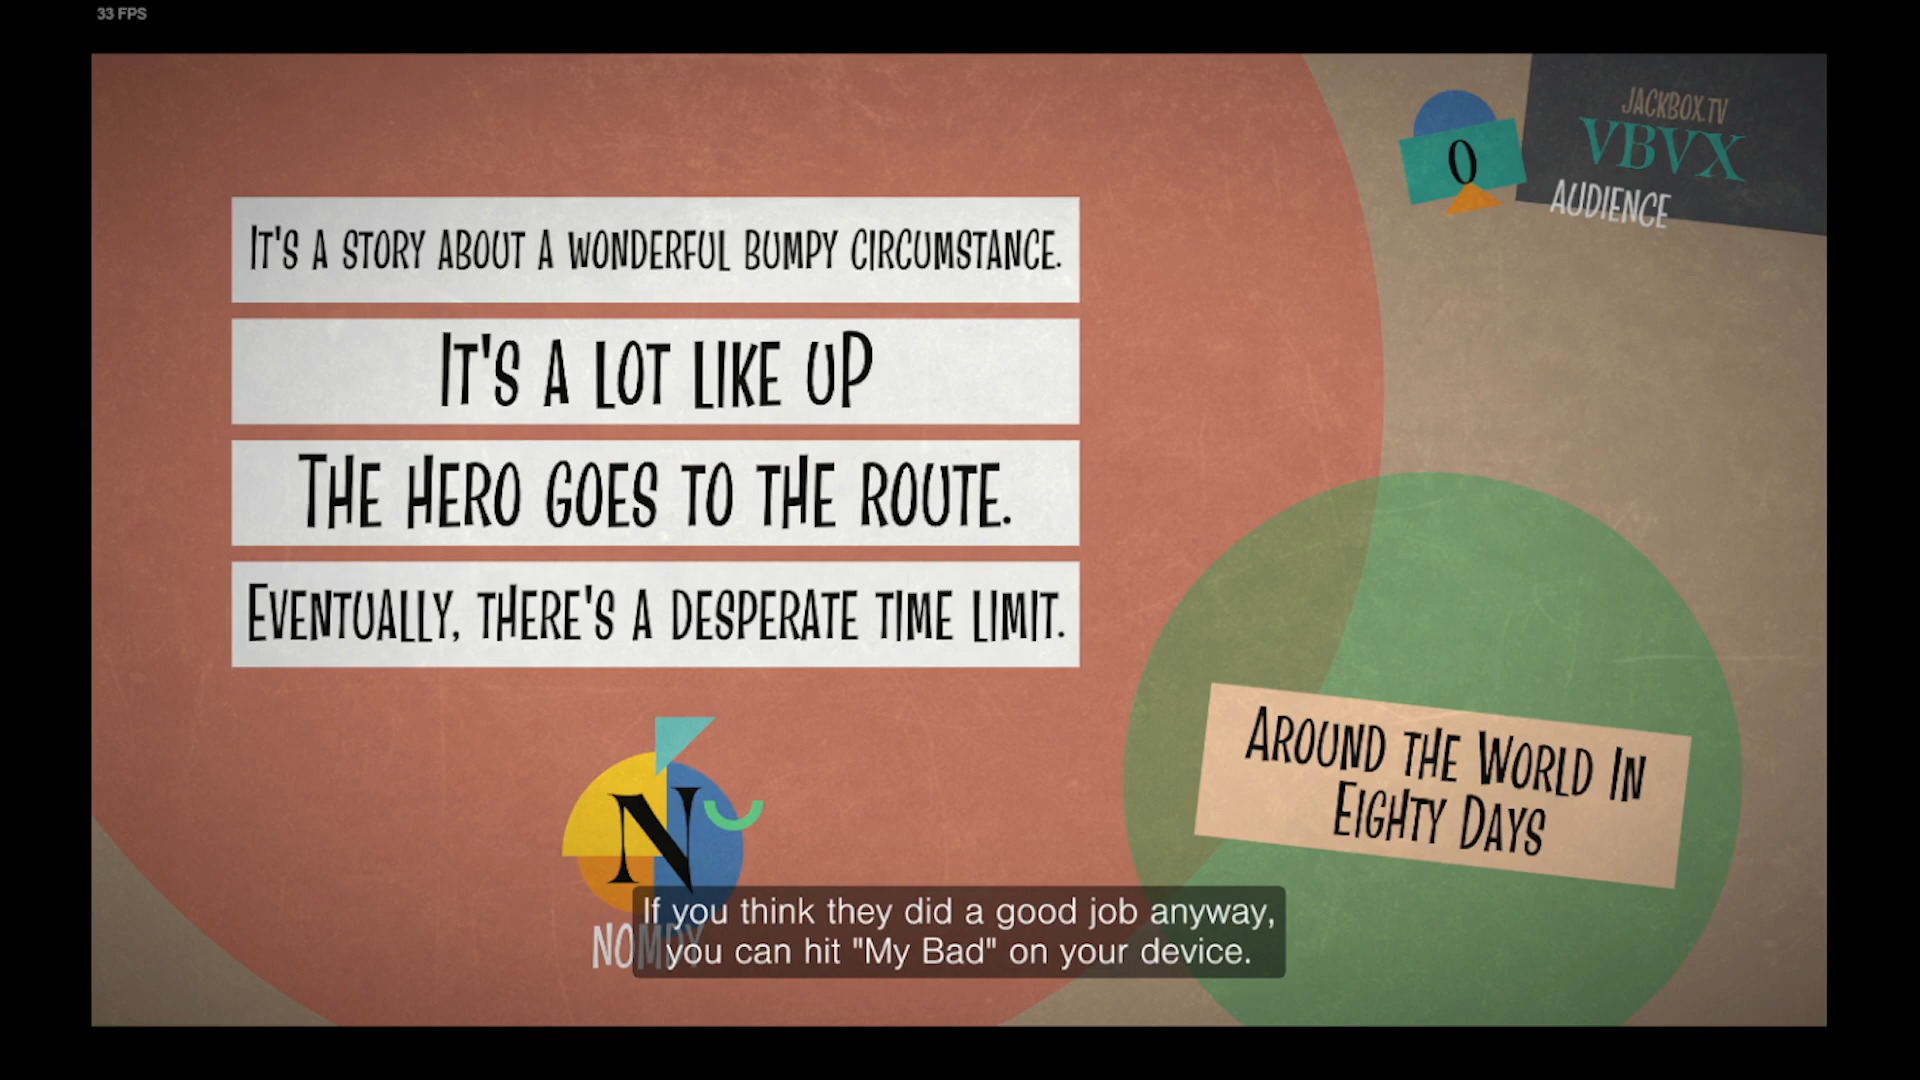 33 FPS
JACKBOX.TV
VBVX
AUDIENCE
0
IT'S A STORY ABOUT A WONDERFUL BUMPY CIRCUMSTANCE.
IT'S A LOT LIKE UP
THE HERO GOES TO THE ROUTE.
EVENTUALLY, THERE'S A DESPERATE TIME LIMIT.
AROUND THE WORLD IN
EIGHTY DAYS
N
If you think they did a good job anyway,
you can hit "My Bad" on your device.